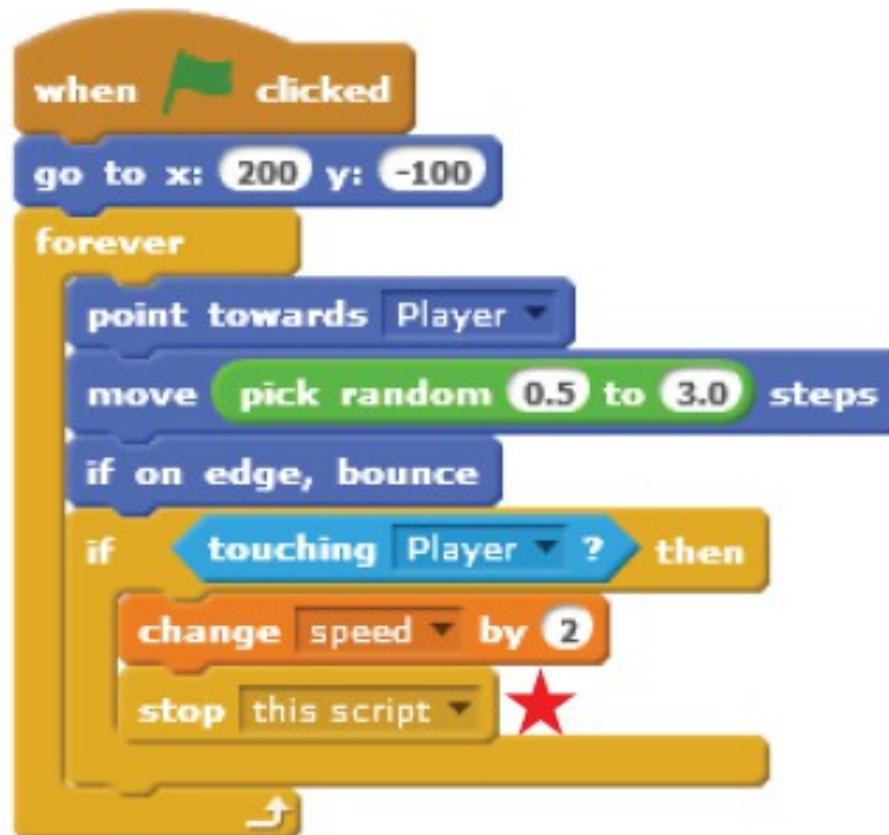 when clicked
go to x: 200 y: -100
forever
point towards Player
move pick random 0.5 to 3.0 steps
if on edge, bounce
if touching Player ? then
change speed by 2
stop this script